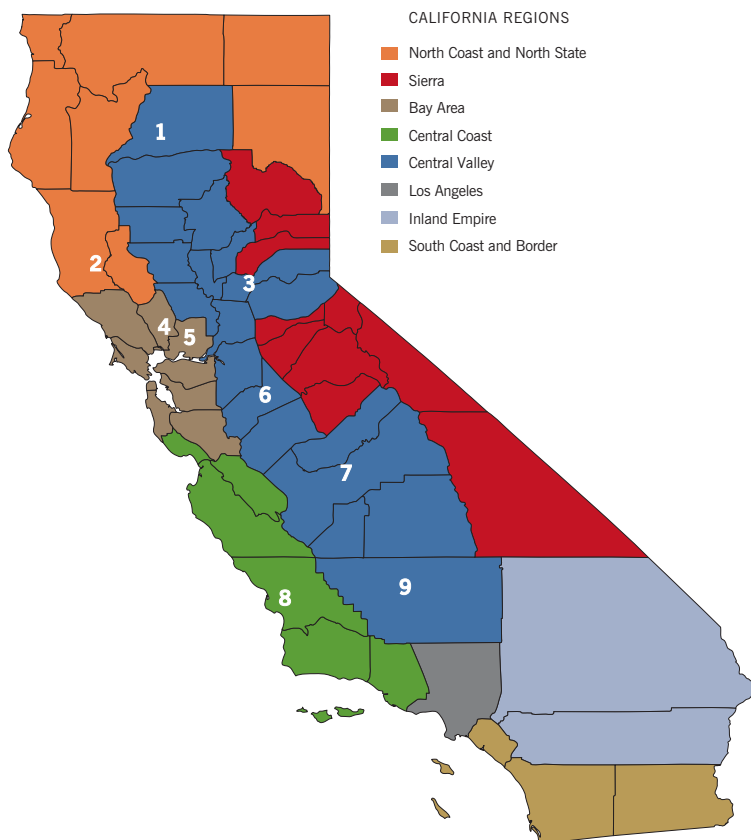 CALIFORNIA REGIONS
North Coast and North State
Sierra
Bay Area
Central Coast
Central Valley
Los Angeles
Inland Empire
South Coast and Border
1
2
3
4
5
6
7
8
9